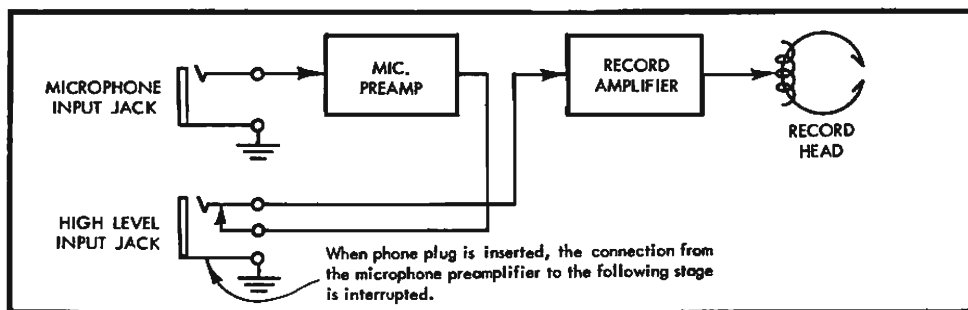 MICROPHONE
INPUT JACK
MIC.
PREAMP
RECORD
AMPLIFIER
RECORD
HEAD
HIGH LEVEL
INPUT JACK
When phone plug is inserted, the connection from
the microphone preamplifier to the following stage
is interrupted.